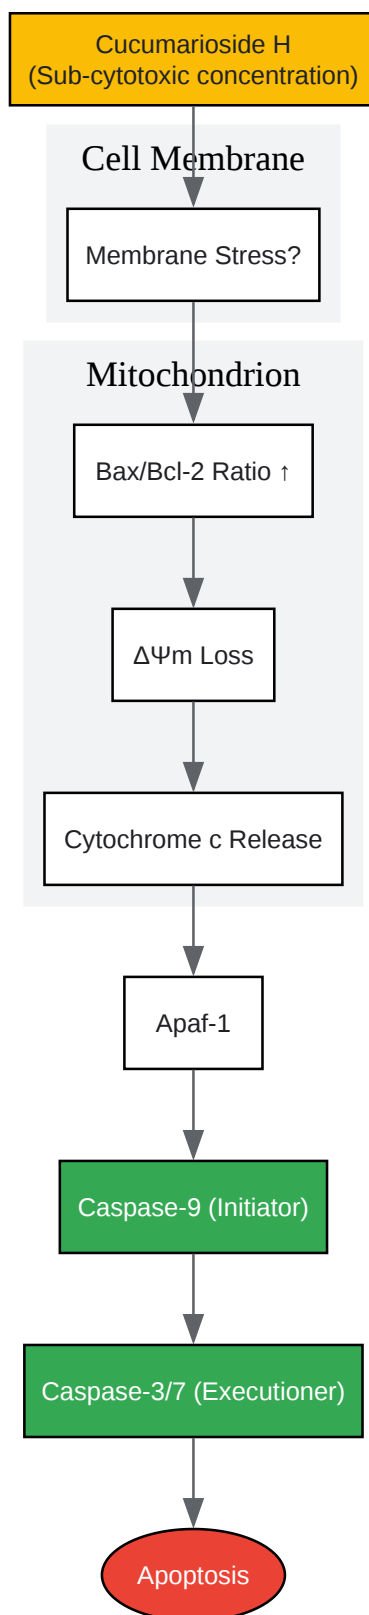 Cucumarioside H
(Sub-cytotoxic concentration)
Cell Membrane
Membrane Stress?
Mitochondrion
Bax/Bcl-2 Ratio ↑
ΔΨm Loss
Cytochrome c Release
Apaf-1
Caspase-9 (Initiator)
Caspase-3/7 (Executioner)
Apoptosis